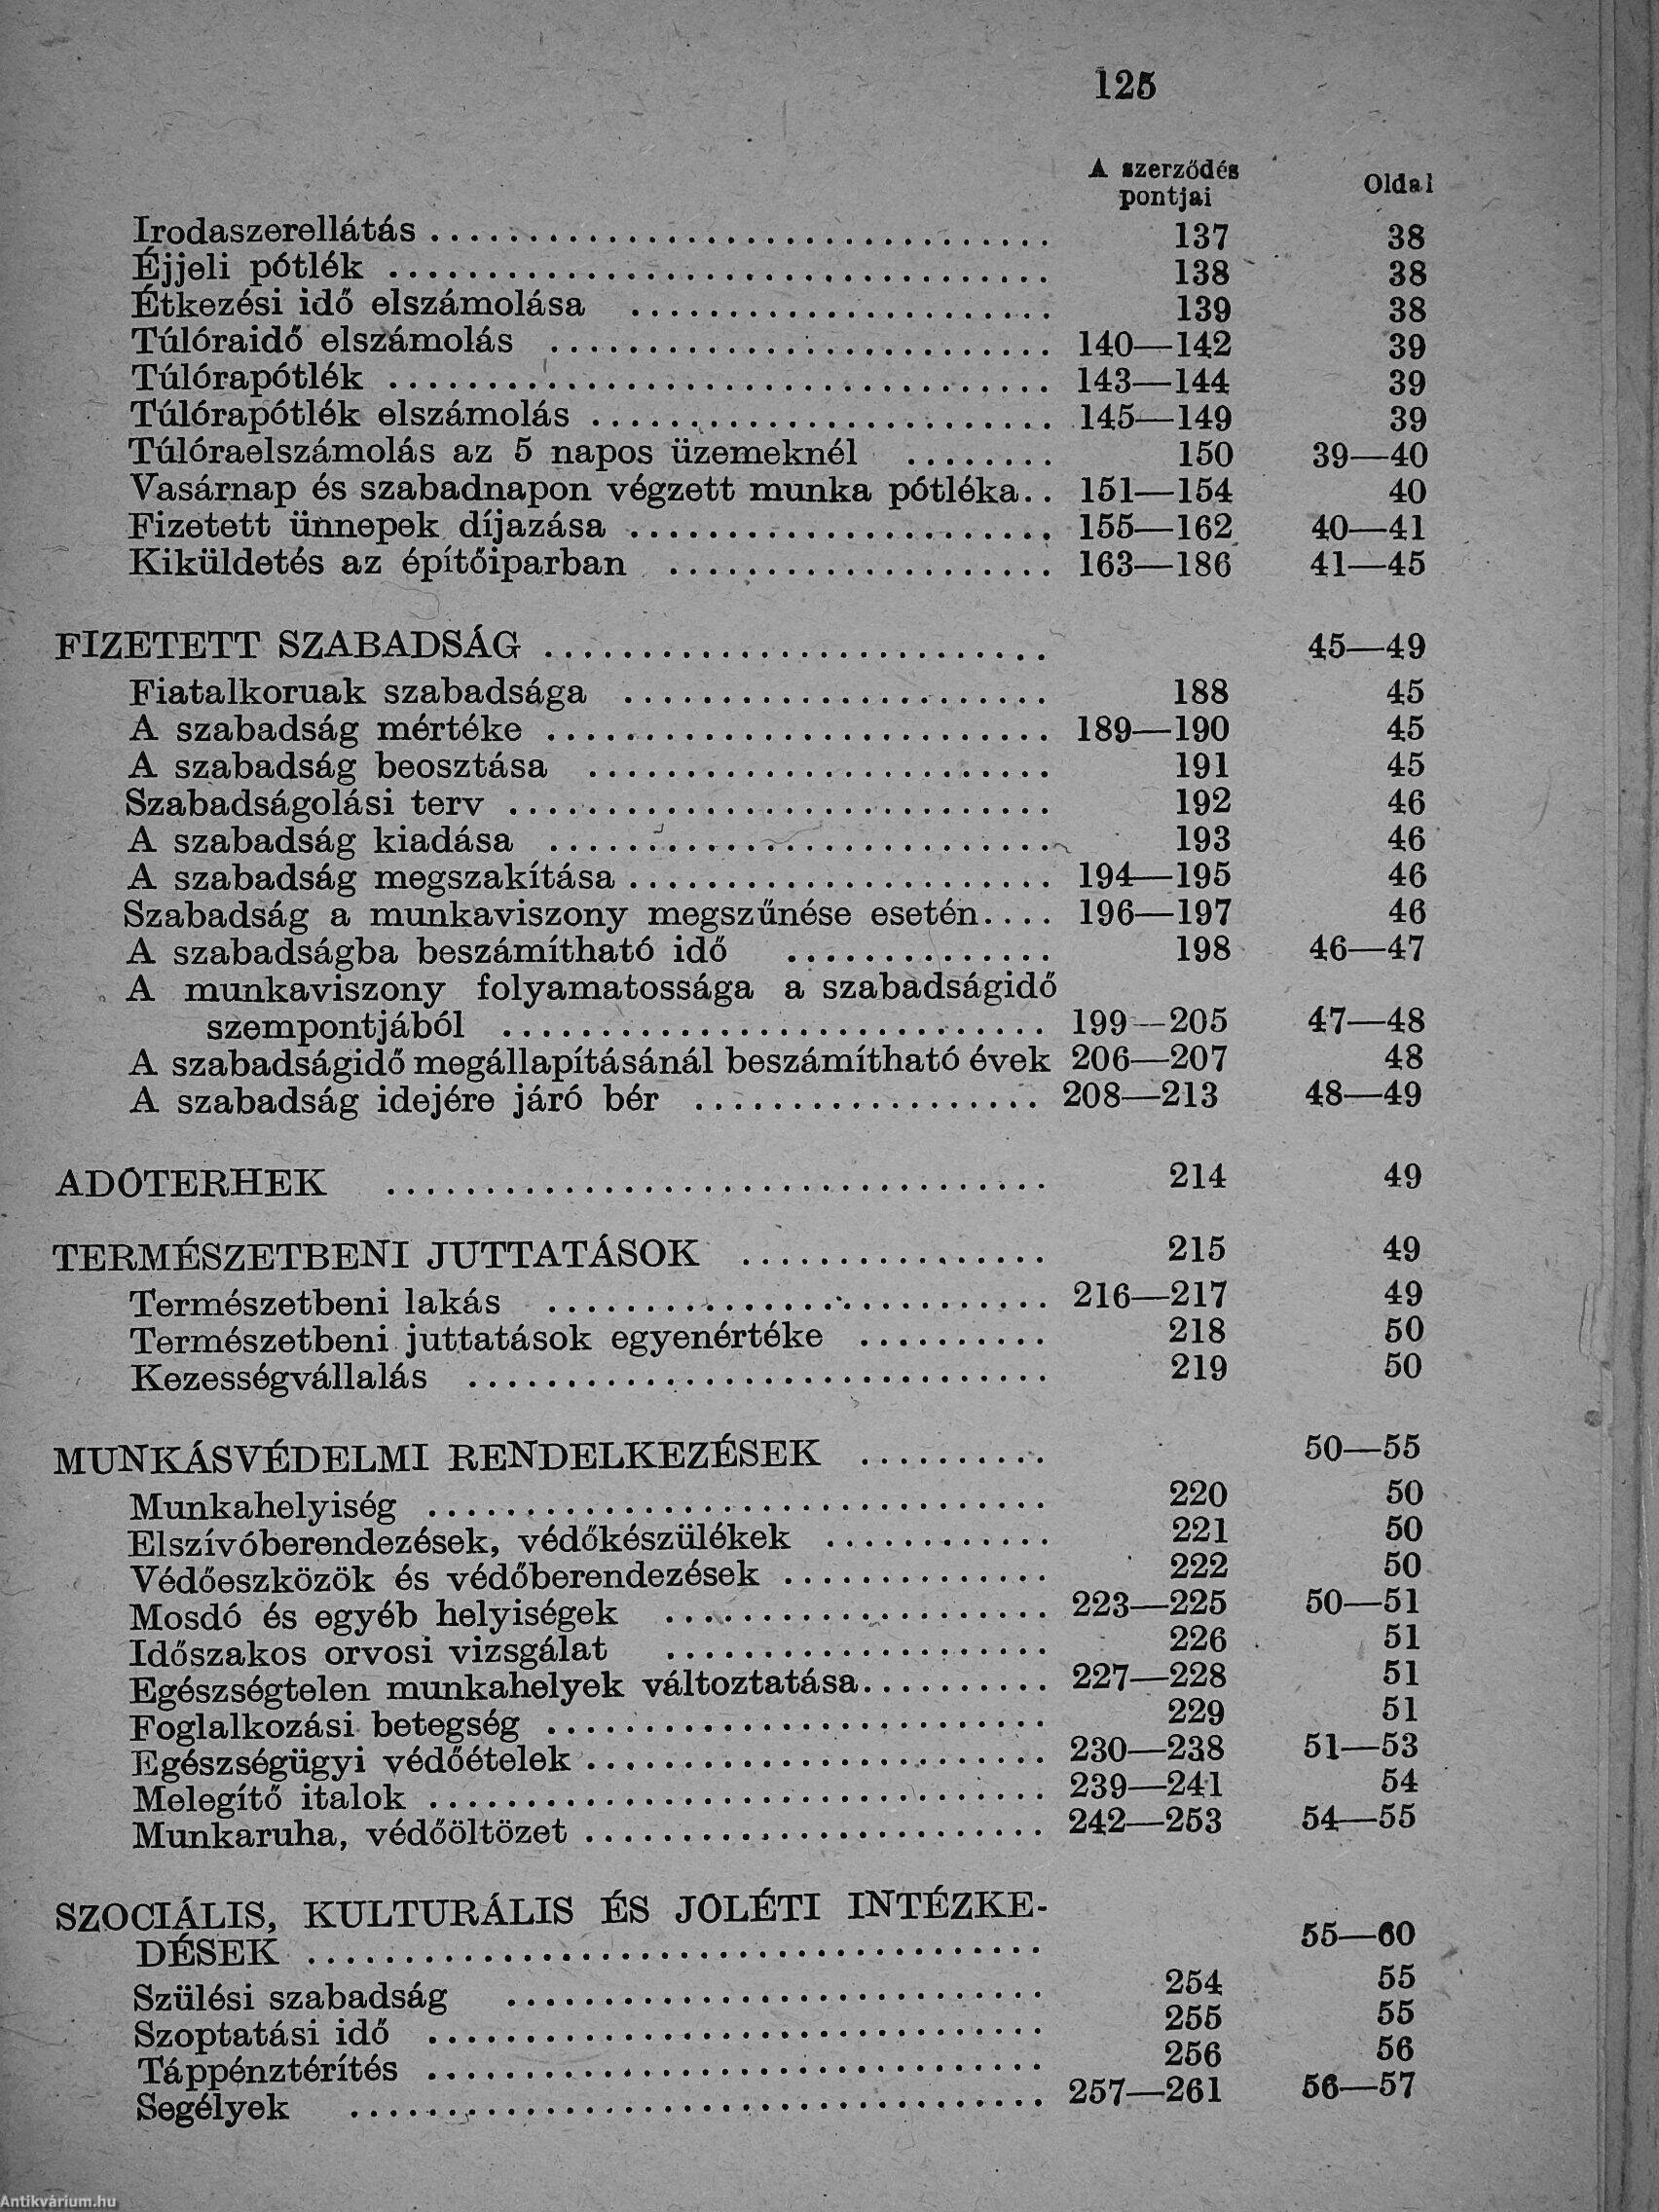 125
A szerződés
pontjai Oldal
Irodaszerellátás ................................ 137 38
Éjjeli pótlék .................................. 138 38
Étkezési idő elszámolása ...................... 139 38
Túlóraidő elszámolás .......................... 140—142 39
Túlórapótlék .................................. 143—144 39
Túlórapótlék elszámolás ........................ 145—149 39
Túlóraelszámolás az 5 napos üzemeknél ........ 150 39—40
Vasárnap és szabadnapon végzett munka pótléka.. 151—154 40
Fizetett ünnepek díjazása ...................... 155—162 40—41
Kiküldetés az építőiparban .................... 163—186 41—45
FIZETETT SZABADSÁG .......................... 45—49
Fiatalkoruak szabadsága ...................... 188 45
A szabadság mértéke .......................... 189—190 45
A szabadság beosztása ........................ 191 45
Szabadságolási terv ............................ 192 46
A szabadság kiadása .......................... 193 46
A szabadság megszakítása ...................... 194—195 46
Szabadság a munkaviszony megszűnése esetén.... 196—197 46
A szabadságba beszámítható idő .............. 198 46—47
A munkaviszony folyamatossága a szabadságidő
szempontjából ............................ 199—205 47—48
A szabadságidő megállapításánál beszámítható évek 206—207 48
A szabadság idejére járó bér .................. 208—213 48—49
ADÓTERHEK .................................. 214 49
TERMÉSZETBENI JUTTATÁSOK ................ 215 49
Természetbeni lakás .......................... 216—217 49
Természetbeni juttatások egyenértéke .......... 218 50
Kezességvállalás .............................. 219 50
MUNKÁSVÉDELMI RENDELKEZÉSEK .......... 50—55
Munkahelyiség ................................ 220 50
Elszívóberendezések, védőkészülékek ............ 221 50
Védőeszközök és védőberendezések .............. 222 50
Mosdó és egyéb helyiségek .................... 223—225 50—51
Időszakos orvosi vizsgálat .................... 226 51
Egészségtelen munkahelyek változtatása.......... 227—228 51
Foglalkozási betegség .......................... 229 51
Egészségügyi védőételek ........................ 230—238 51—53
Melegítő italok ................................ 239—241 54
Munkaruha, védőöltözet ........................ 242—253 54—55
SZOCIÁLIS, KULTURÁLIS ÉS JÓLÉTI INTÉZKE-
DÉSEK ...................................... 55—60
Szülési szabadság ............................ 254 55
Szoptatási idő ................................ 255 55
Táppénztérítés ................................ 256 56
Segélyek .................................... 257—261 56—57
Antikvárium.hu